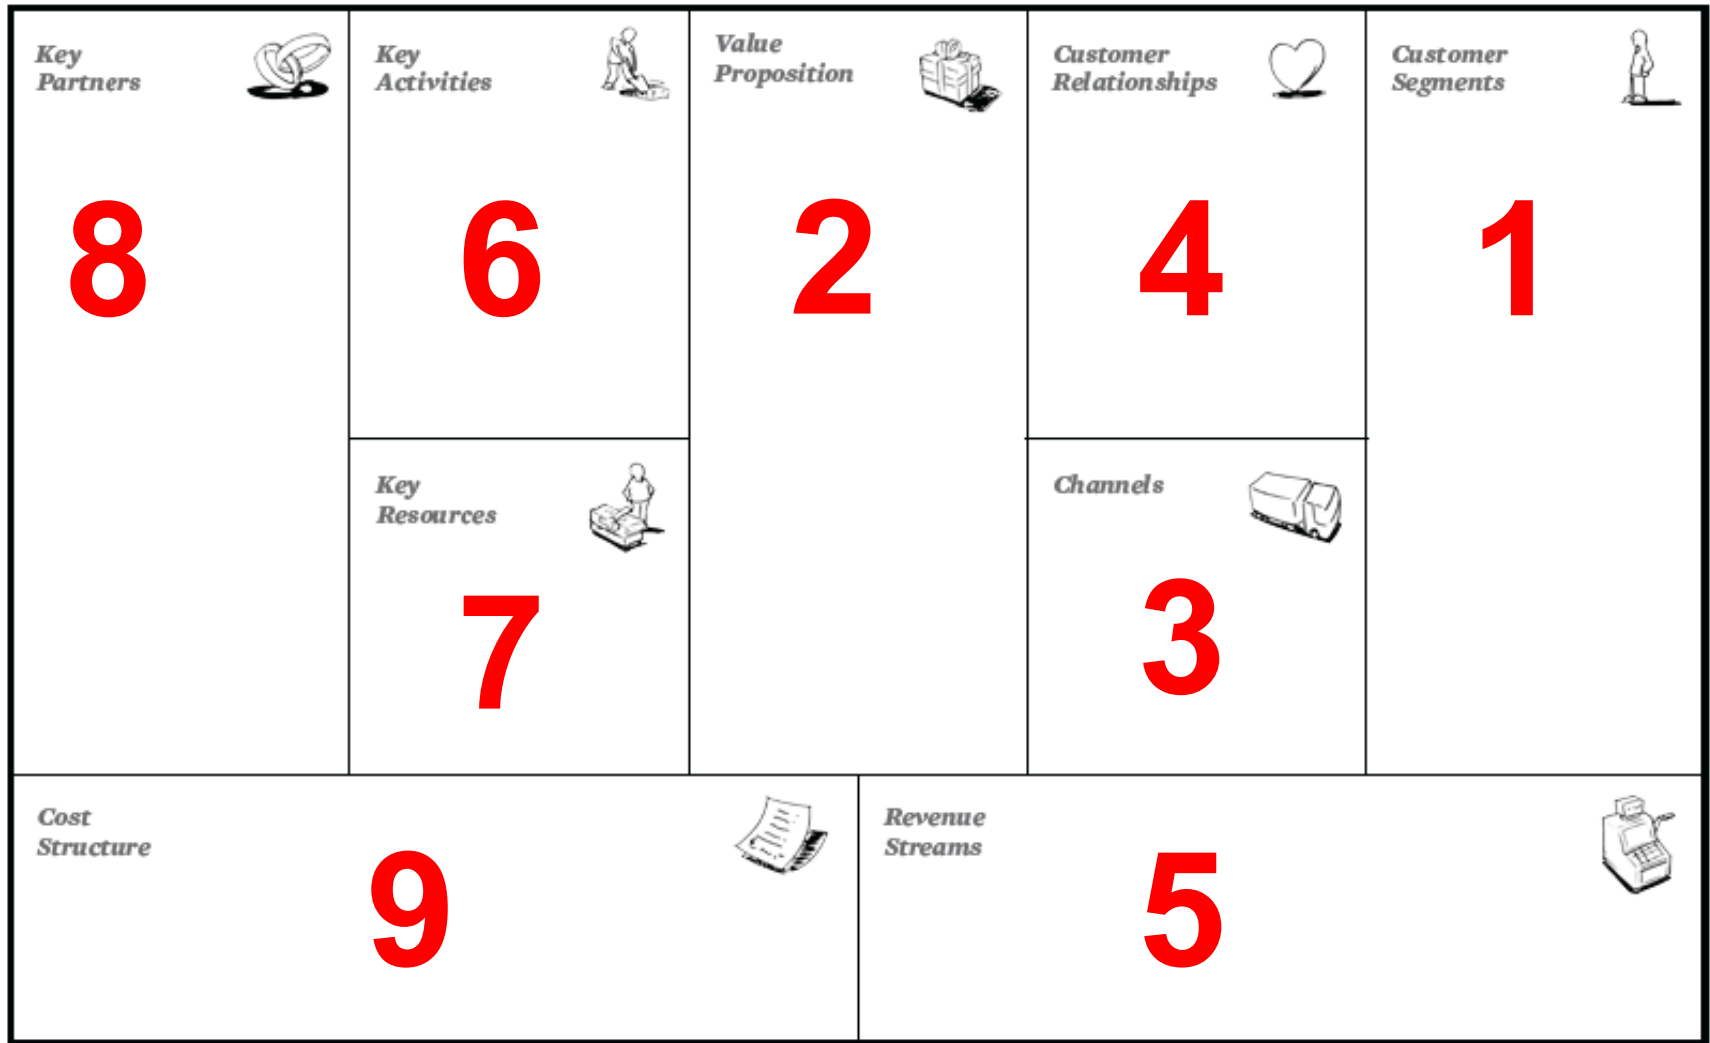 Key
Partners
8
Key
Activities
6
Value
Proposition
2
Customer
Relationships
4
Customer
Segments
1
Key
Resources
7
Channels
3
Cost
Structure
9
Revenue
Streams
5